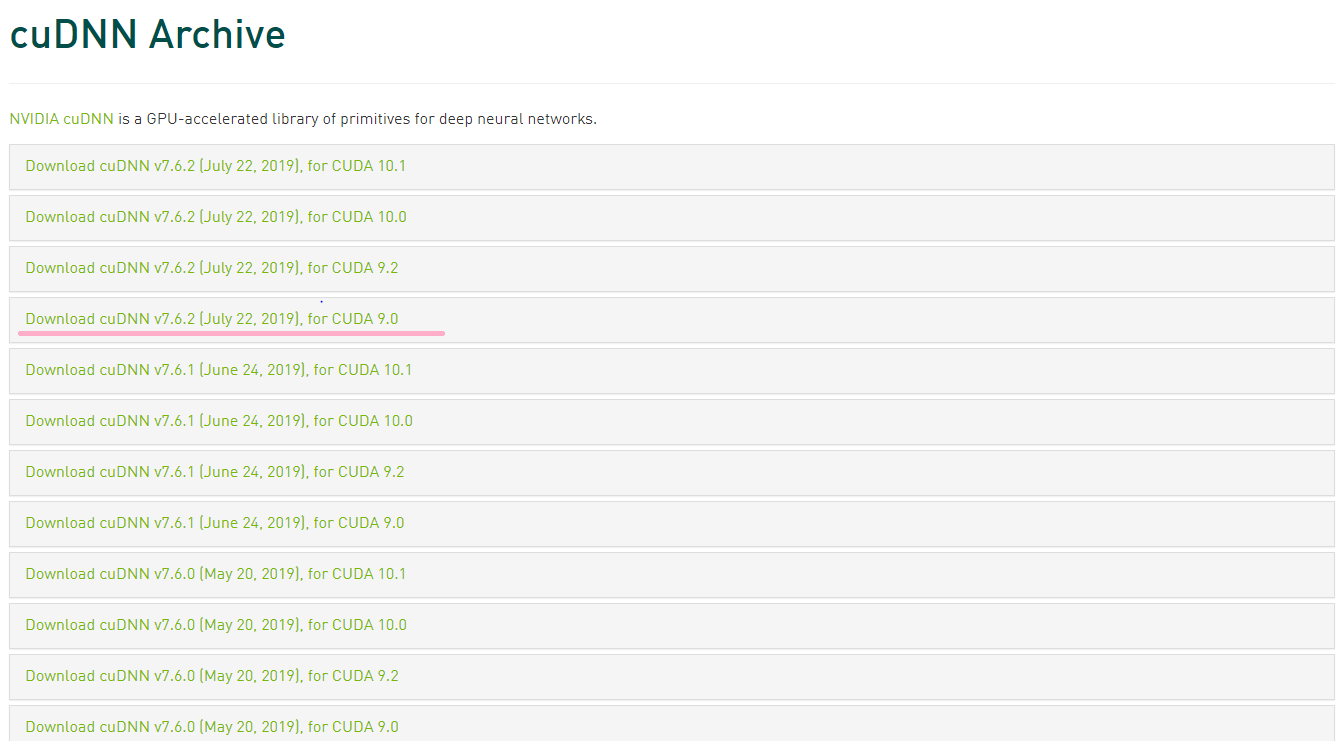 cuDNN Archive
NVIDIA cuDNN is a GPU-accelerated library of primitives for deep neural networks.
Download cuDNN v7.6.2 (July 22, 2019), for CUDA 10.1
Download cuDNN v7.6.2 (July 22, 2019), for CUDA 10.0
Download cuDNN v7.6.2 (July 22, 2019), for CUDA 9.2
Download cuDNN v7.6.2 (July 22, 2019), for CUDA 9.0
Download cuDNN v7.6.1 (June 24, 2019), for CUDA 10.1
Download cuDNN v7.6.1 (June 24, 2019), for CUDA 10.0
Download cuDNN v7.6.1 (June 24, 2019), for CUDA 9.2
Download cuDNN v7.6.1 (June 24, 2019), for CUDA 9.0
Download cuDNN v7.6.0 (May 20, 2019), for CUDA 10.1
Download cuDNN v7.6.0 (May 20, 2019), for CUDA 10.0
Download cuDNN v7.6.0 (May 20, 2019), for CUDA 9.2
Download cuDNN v7.6.0 (May 20, 2019), for CUDA 9.0